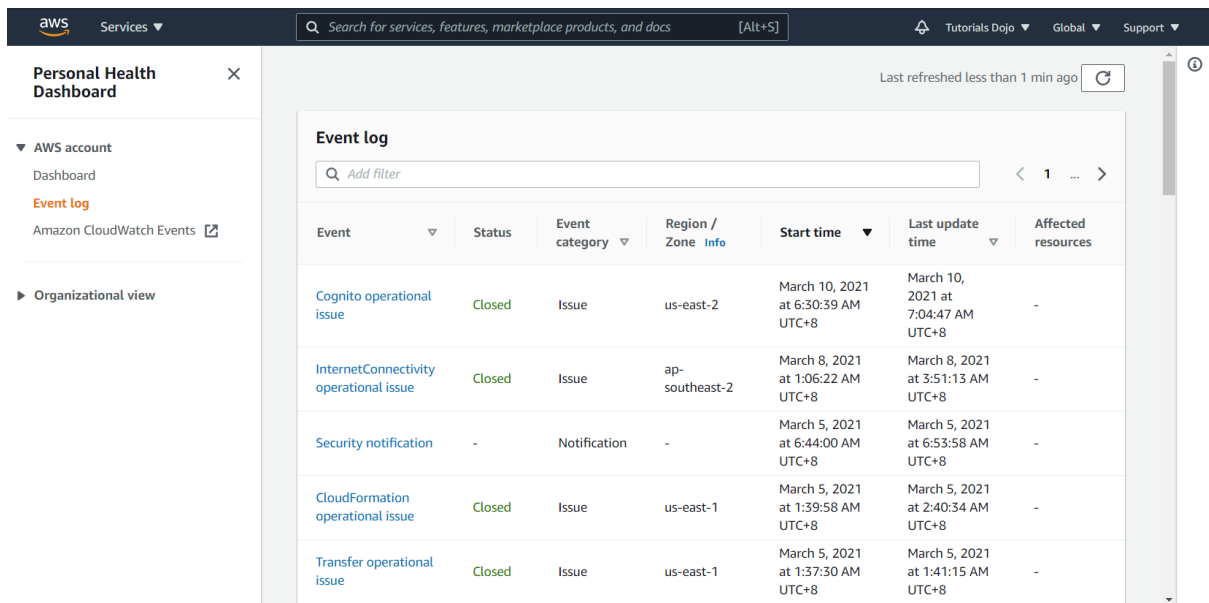 aws Services ▼ Search for services, features, marketplace products, and docs [Alt+S] Tutorials Dojo ▼ Global ▼ Support ▼
Personal Health
Dashboard
AWS account
Dashboard
Event log
Amazon CloudWatch Events
Organizational view
Last refreshed less than 1 min ago
Event log
Add filter
1 ...
Event
Status
Event
category
Region /
Zone Info
Start time
Last update
time
Affected
resources
Cognito operational
issue
Closed
Issue
us-east-2
March 10, 2021
at 6:30:39 AM
UTC+8
March 10,
2021 at
7:04:47 AM
UTC+8
-
InternetConnectivity
operational issue
Closed
Issue
ap-
southeast-2
March 8, 2021
at 1:06:22 AM
UTC+8
March 8, 2021
at 3:51:13 AM
UTC+8
-
Security notification
-
Notification
-
March 5, 2021
at 6:44:00 AM
UTC+8
March 5, 2021
at 6:53:58 AM
UTC+8
-
CloudFormation
operational issue
Closed
Issue
us-east-1
March 5, 2021
at 1:39:58 AM
UTC+8
March 5, 2021
at 2:40:34 AM
UTC+8
-
Transfer operational
issue
Closed
Issue
us-east-1
March 5, 2021
at 1:37:30 AM
UTC+8
March 5, 2021
at 1:41:15 AM
UTC+8
-